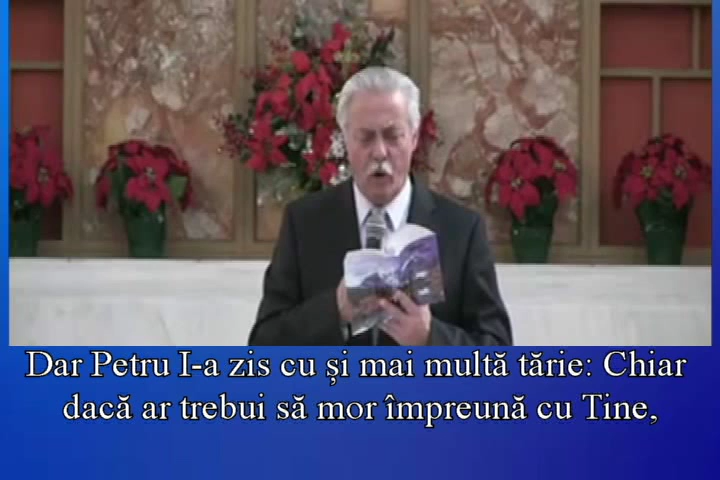 Dar Petru I-a zis cu și mai multă tărie: Chiar
dacă ar trebui să mor împreună cu Tine,